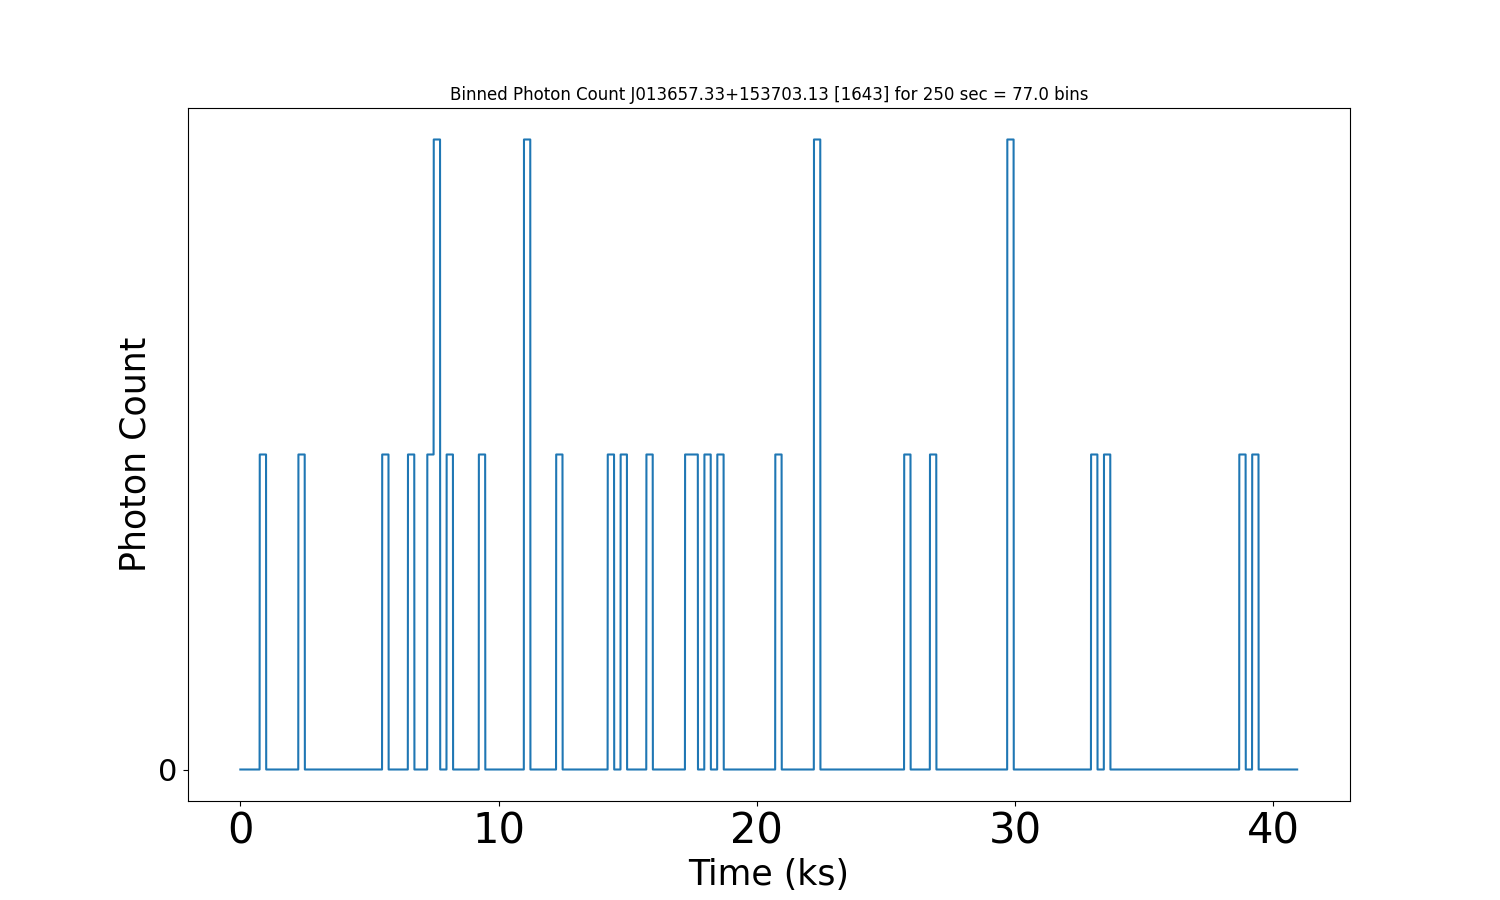 Binned Photon Count J013657.33+153703.13 [1643] for 250 sec = 77.0 bins
Photon Count
0
0 10 20 30 40
Time (ks)